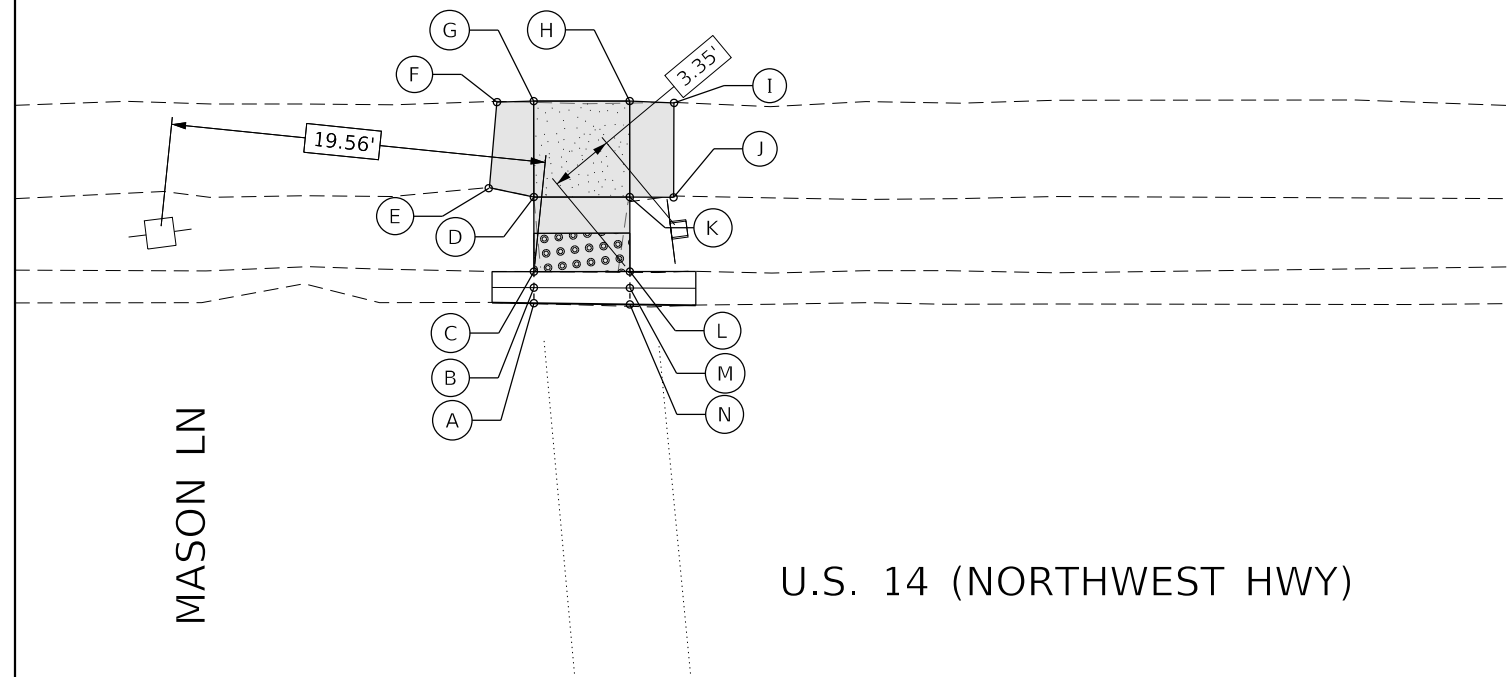 G
H
F
3.35'
I
19.56'
J
E
D
K
C
L
B
M
A
N
MASON LN
U.S. 14 (NORTHWEST HWY)